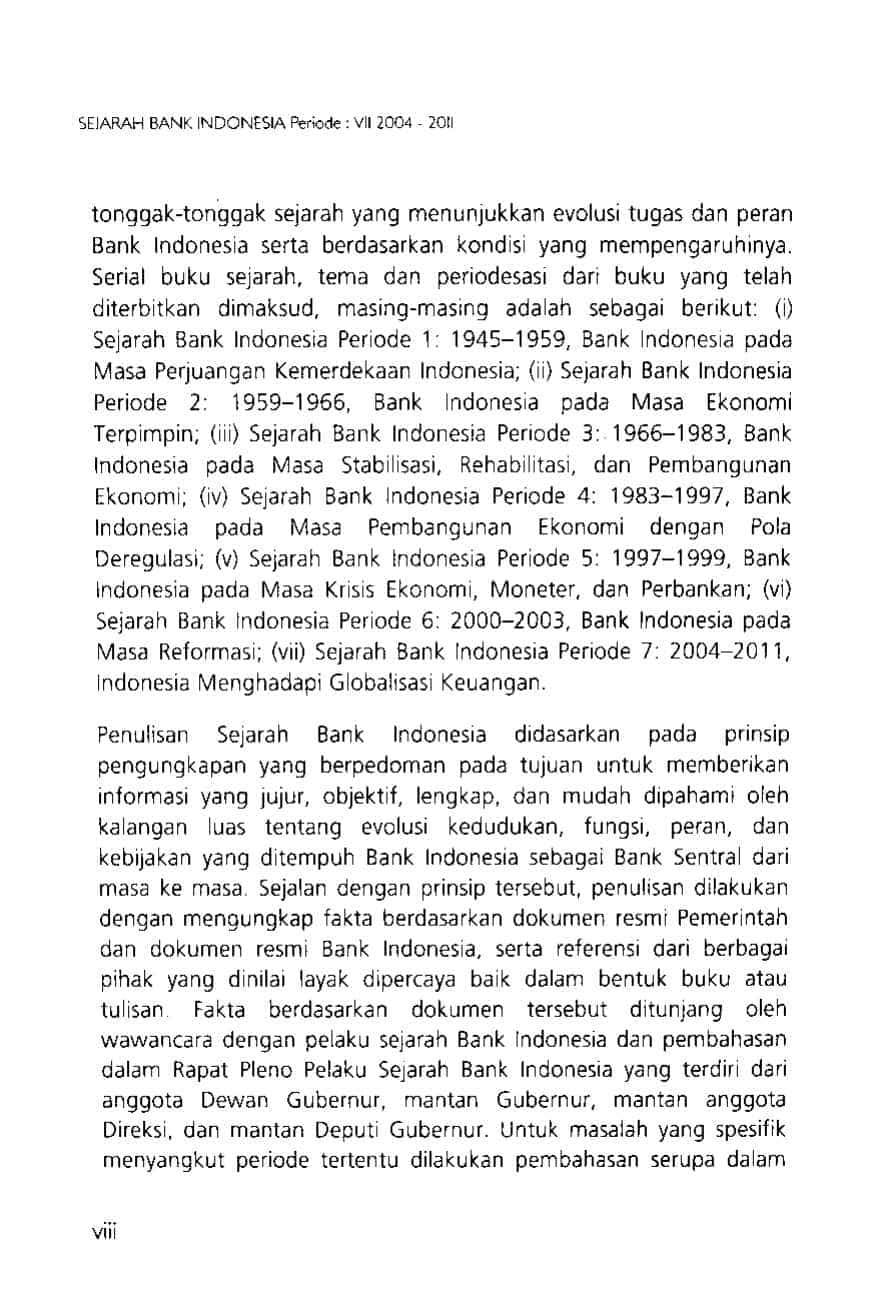 SEJARAH BANK INDONESIA Periode : VII 2004 - 2011
tonggak-tonggak sejarah yang menunjukkan evolusi tugas dan peran
Bank Indonesia serta berdasarkan kondisi yang mempengaruhinya.
Serial buku sejarah, tema dan periodesasi dari buku yang telah
diterbitkan dimaksud, masing-masing adalah sebagai berikut: (i)
Sejarah Bank Indonesia Periode 1: 1945–1959, Bank Indonesia pada
Masa Perjuangan Kemerdekaan Indonesia; (ii) Sejarah Bank Indonesia
Periode 2: 1959–1966, Bank Indonesia pada Masa Ekonomi
Terpimpin; (iii) Sejarah Bank Indonesia Periode 3: 1966–1983, Bank
Indonesia pada Masa Stabilisasi, Rehabilitasi, dan Pembangunan
Ekonomi; (iv) Sejarah Bank Indonesia Periode 4: 1983–1997, Bank
Indonesia pada Masa Pembangunan Ekonomi dengan Pola
Deregulasi; (v) Sejarah Bank Indonesia Periode 5: 1997–1999, Bank
Indonesia pada Masa Krisis Ekonomi, Moneter, dan Perbankan; (vi)
Sejarah Bank Indonesia Periode 6: 2000–2003, Bank Indonesia pada
Masa Reformasi; (vii) Sejarah Bank Indonesia Periode 7: 2004–2011,
Indonesia Menghadapi Globalisasi Keuangan.
Penulisan Sejarah Bank Indonesia didasarkan pada prinsip
pengungkapan yang berpedoman pada tujuan untuk memberikan
informasi yang jujur, objektif, lengkap, dan mudah dipahami oleh
kalangan luas tentang evolusi kedudukan, fungsi, peran, dan
kebijakan yang ditempuh Bank Indonesia sebagai Bank Sentral dari
masa ke masa. Sejalan dengan prinsip tersebut, penulisan dilakukan
dengan mengungkap fakta berdasarkan dokumen resmi Pemerintah
dan dokumen resmi Bank Indonesia, serta referensi dari berbagai
pihak yang dinilai layak dipercaya baik dalam bentuk buku atau
tulisan. Fakta berdasarkan dokumen tersebut ditunjang oleh
wawancara dengan pelaku sejarah Bank Indonesia dan pembahasan
dalam Rapat Pleno Pelaku Sejarah Bank Indonesia yang terdiri dari
anggota Dewan Gubernur, mantan Gubernur, mantan anggota
Direksi, dan mantan Deputi Gubernur. Untuk masalah yang spesifik
menyangkut periode tertentu dilakukan pembahasan serupa dalam
viii